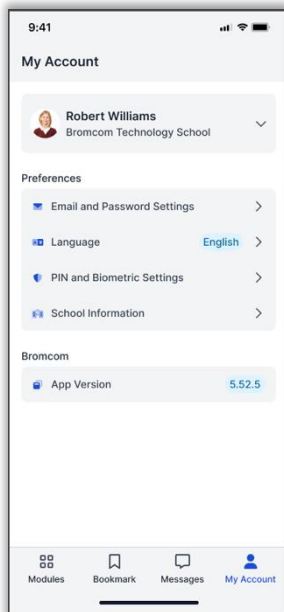 9:41
My Account
Robert Williams
Bromcom Technology School
Preferences
Email and Password Settings
Language English
PIN and Biometric Settings
School Information
Bromcom
App Version 5.52.5
Modules Bookmark Messages My Account